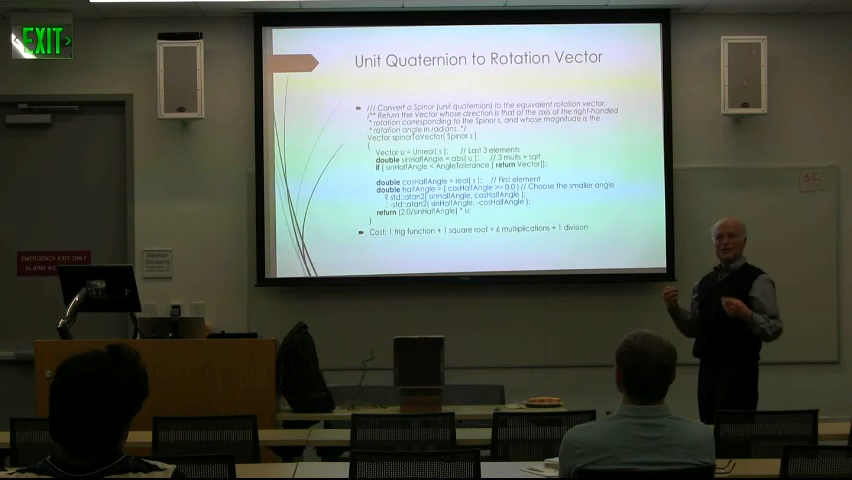 EXIT
Unit Quaternion to Rotation Vector
/// Convert a Spinor (unit quaternion) to the equivalent rotation vector.
/** Return the Vector whose direction is that of the axis of the right-handed
* rotation corresponding to the Spinor s, and whose magnitude is the
* rotation angle in radians. */
Vector spinorToVector( Spinor s )
{
Vector u = Unreal( s ); // Last 3 elements
double sinHalfAngle = abs( u ); // 3 mults + sqrt
if ( sinHalfAngle < AngleTolerance ) return Vector();
double cosHalfAngle = real( s ); // First element
double halfAngle = ( cosHalfAngle >= 0.0 ) // Choose the smaller angle
? std::atan2( sinHalfAngle, cosHalfAngle )
: -std::atan2( sinHalfAngle, -cosHalfAngle );
return (2.0/sinHalfAngle) * u;
}
Cost: 1 trig function + 1 square root + 6 multiplications + 1 division
EMERGENCY EXIT ONLY
ALARM
Maximum
Occupancy